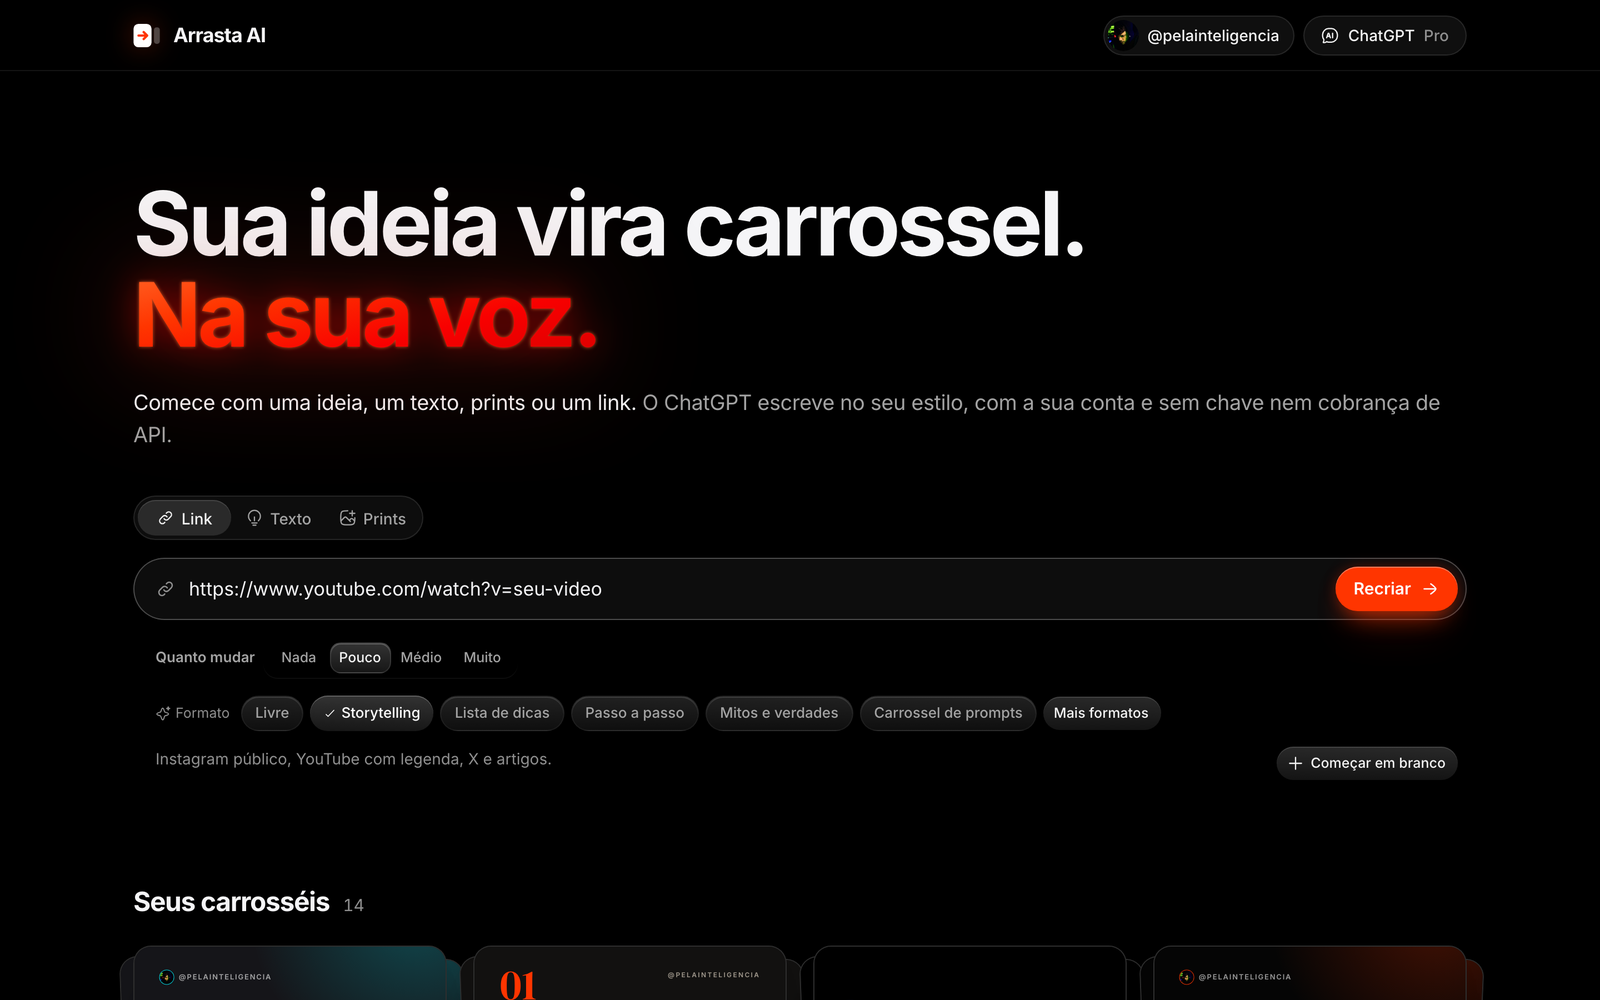 Arrasta AI
@pelainteligencia
AI ChatGPT Pro
Sua ideia vira carrossel.
Na sua voz.
Comece com uma ideia, um texto, prints ou um link. O ChatGPT escreve no seu estilo, com a sua conta e sem chave nem cobrança de
API.
Link Texto Prints
https://www.youtube.com/watch?v=seu-video
Recriar
Quanto mudar Nada Pouco Médio Muito
Formato Livre Storytelling Lista de dicas Passo a passo Mitos e verdades Carrossel de prompts Mais formatos
Instagram público, YouTube com legenda, X e artigos.
Começar em branco
Seus carrosséis 14
@PELAINTELIGENCIA
01
@PELAINTELIGENCIA
@PELAINTELIGENCIA